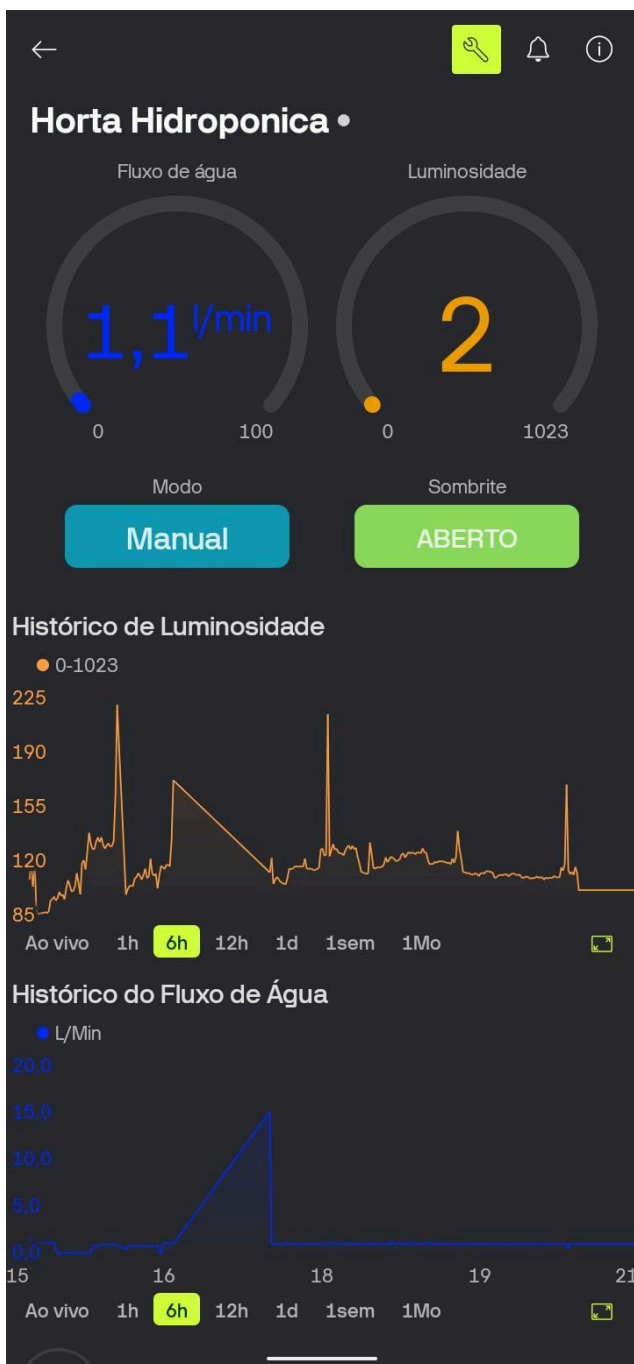 Horta Hidroponica
Fluxo de água Luminosidade
1,1 l/min 2
0 100 0 1023
Modo Sombrite
Manual ABERTO
Histórico de Luminosidade
0-1023
225
190
155
120
85
Ao vivo 1h 6h 12h 1d 1sem 1Mo
Histórico do Fluxo de Água
L/Min
20,0
15,0
10,0
5,0
0,0
15 16 18 19 21
Ao vivo 1h 6h 12h 1d 1sem 1Mo